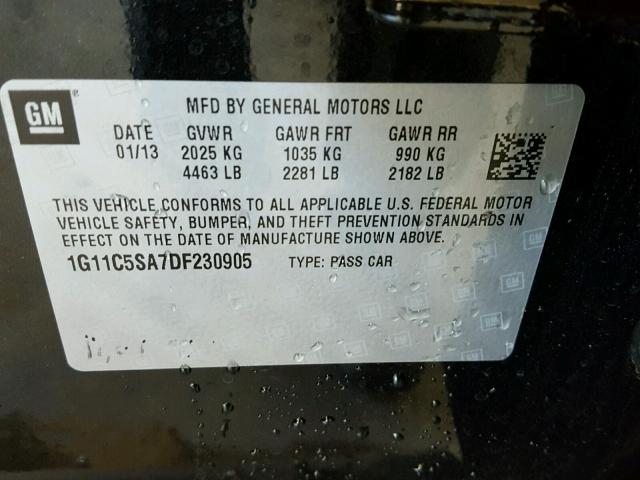 GM
®
MFD BY GENERAL MOTORS LLC
DATE GVWR GAWR FRT GAWR RR
01/13 2025 KG 1035 KG 990 KG
4463 LB 2281 LB 2182 LB
THIS VEHICLE CONFORMS TO ALL APPLICABLE U.S. FEDERAL MOTOR
VEHICLE SAFETY, BUMPER, AND THEFT PREVENTION STANDARDS IN
EFFECT ON THE DATE OF MANUFACTURE SHOWN ABOVE.
1G11C5SA7DF230905 TYPE: PASS CAR